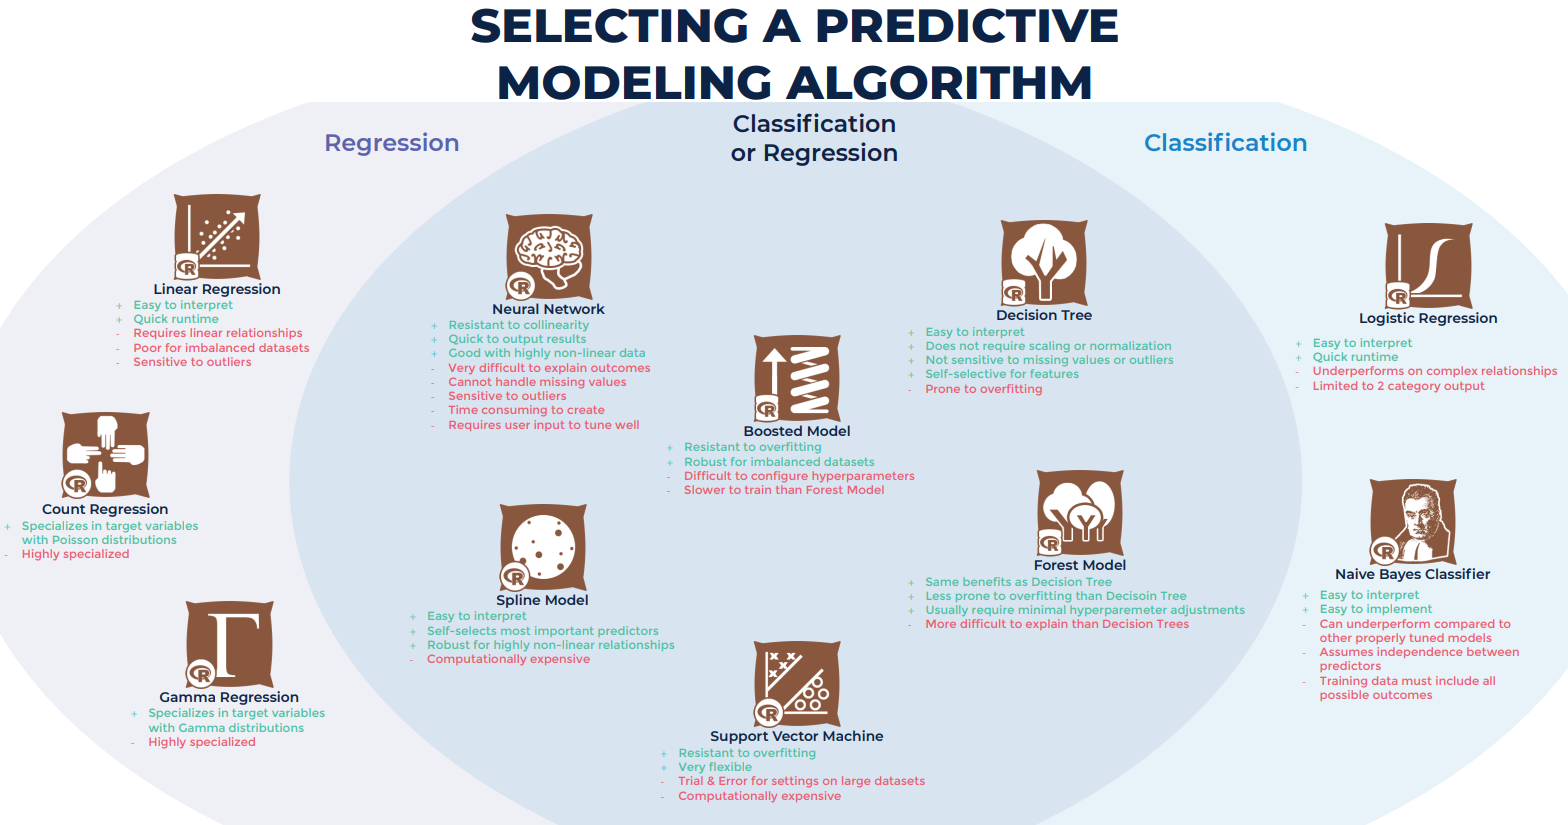 SELECTING A PREDICTIVE
MODELING ALGORITHM
Regression
Classification
or Regression
Classification
Linear Regression
+ Easy to interpret
+ Quick runtime
- Requires linear relationships
- Poor for imbalanced datasets
- Sensitive to outliers
Count Regression
+ Specializes in target variables
with Poisson distributions
- Highly specialized
Gamma Regression
+ Specializes in target variables
with Gamma distributions
- Highly specialized
Neural Network
+ Resistant to collinearity
+ Quick to output results
+ Good with highly non-linear data
- Very difficult to explain outcomes
- Cannot handle missing values
- Sensitive to outliers
- Time consuming to create
- Requires user input to tune well
Spline Model
+ Easy to interpret
+ Self-selects most important predictors
+ Robust for highly non-linear relationships
- Computationally expensive
Boosted Model
+ Resistant to overfitting
+ Robust for imbalanced datasets
- Difficult to configure hyperparameters
- Slower to train than Forest Model
Support Vector Machine
+ Resistant to overfitting
+ Very flexible
- Trial & Error for settings on large datasets
- Computationally expensive
Decision Tree
+ Easy to interpret
+ Does not require scaling or normalization
+ Not sensitive to missing values or outliers
+ Self-selective for features
- Prone to overfitting
Forest Model
+ Same benefits as Decision Tree
+ Less prone to overfitting than Decisoin Tree
+ Usually require minimal hyperparemeter adjustments
- More difficult to explain than Decision Trees
Logistic Regression
+ Easy to interpret
+ Quick runtime
- Underperforms on complex relationships
- Limited to 2 category output
Naive Bayes Classifier
+ Easy to interpret
+ Easy to implement
- Can underperform compared to
other properly tuned models
- Assumes independence between
predictors
- Training data must include all
possible outcomes